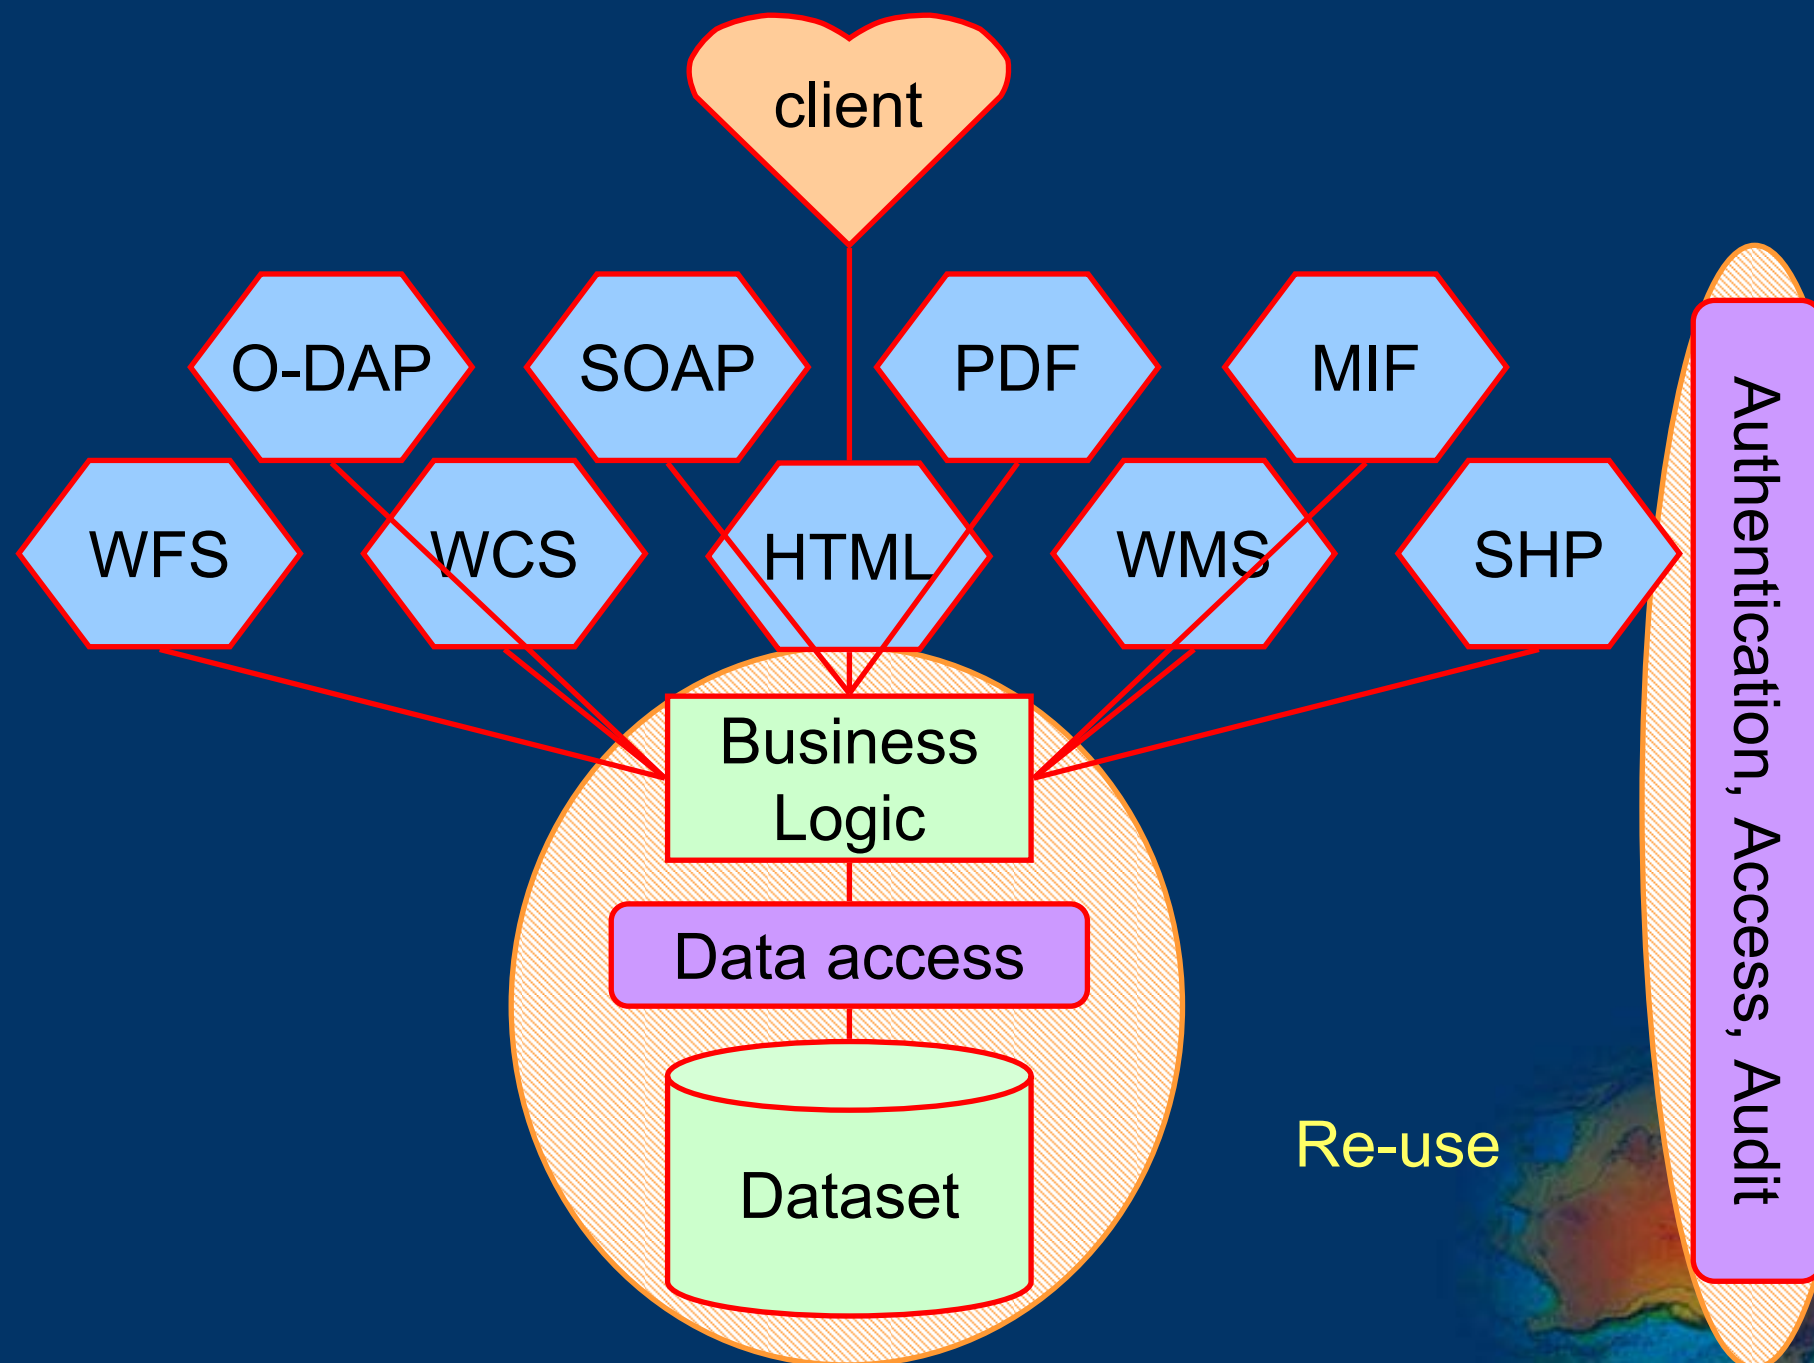 client
O-DAP
SOAP
PDF
MIF
WFS
WCS
HTML
WMS
SHP
Business
Logic
Data access
Dataset
Re-use
Authentication, Access, Audit